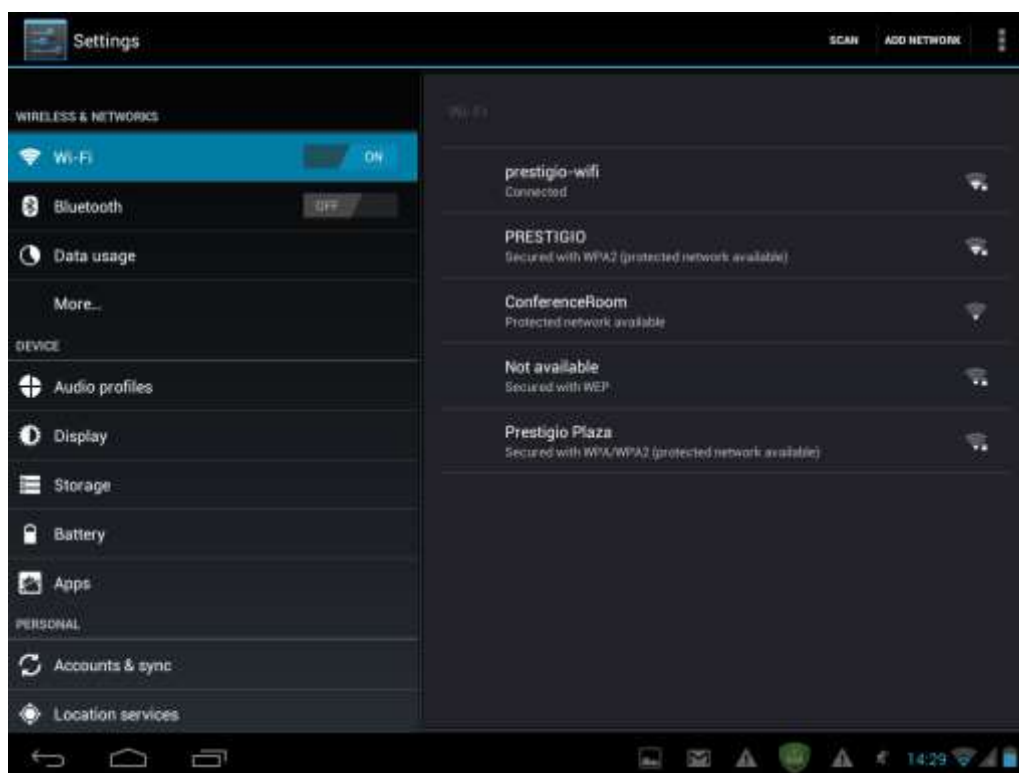 Settings
SCAN
ADD NETWORK
WIRELESS & NETWORKS
Wi-Fi
ON
Bluetooth
OFF
Data usage
More...
DEVICE
Audio profiles
Display
Storage
Battery
Apps
PERSONAL
Accounts & sync
Location services
Wi-Fi
prestigio-wifi
Connected
PRESTIGIO
Secured with WPA2 (protected network available)
ConferenceRoom
Protected network available
Not available
Secured with WEP
Prestigio Plaza
Secured with WPA/WPA2 (protected network available)
14:29